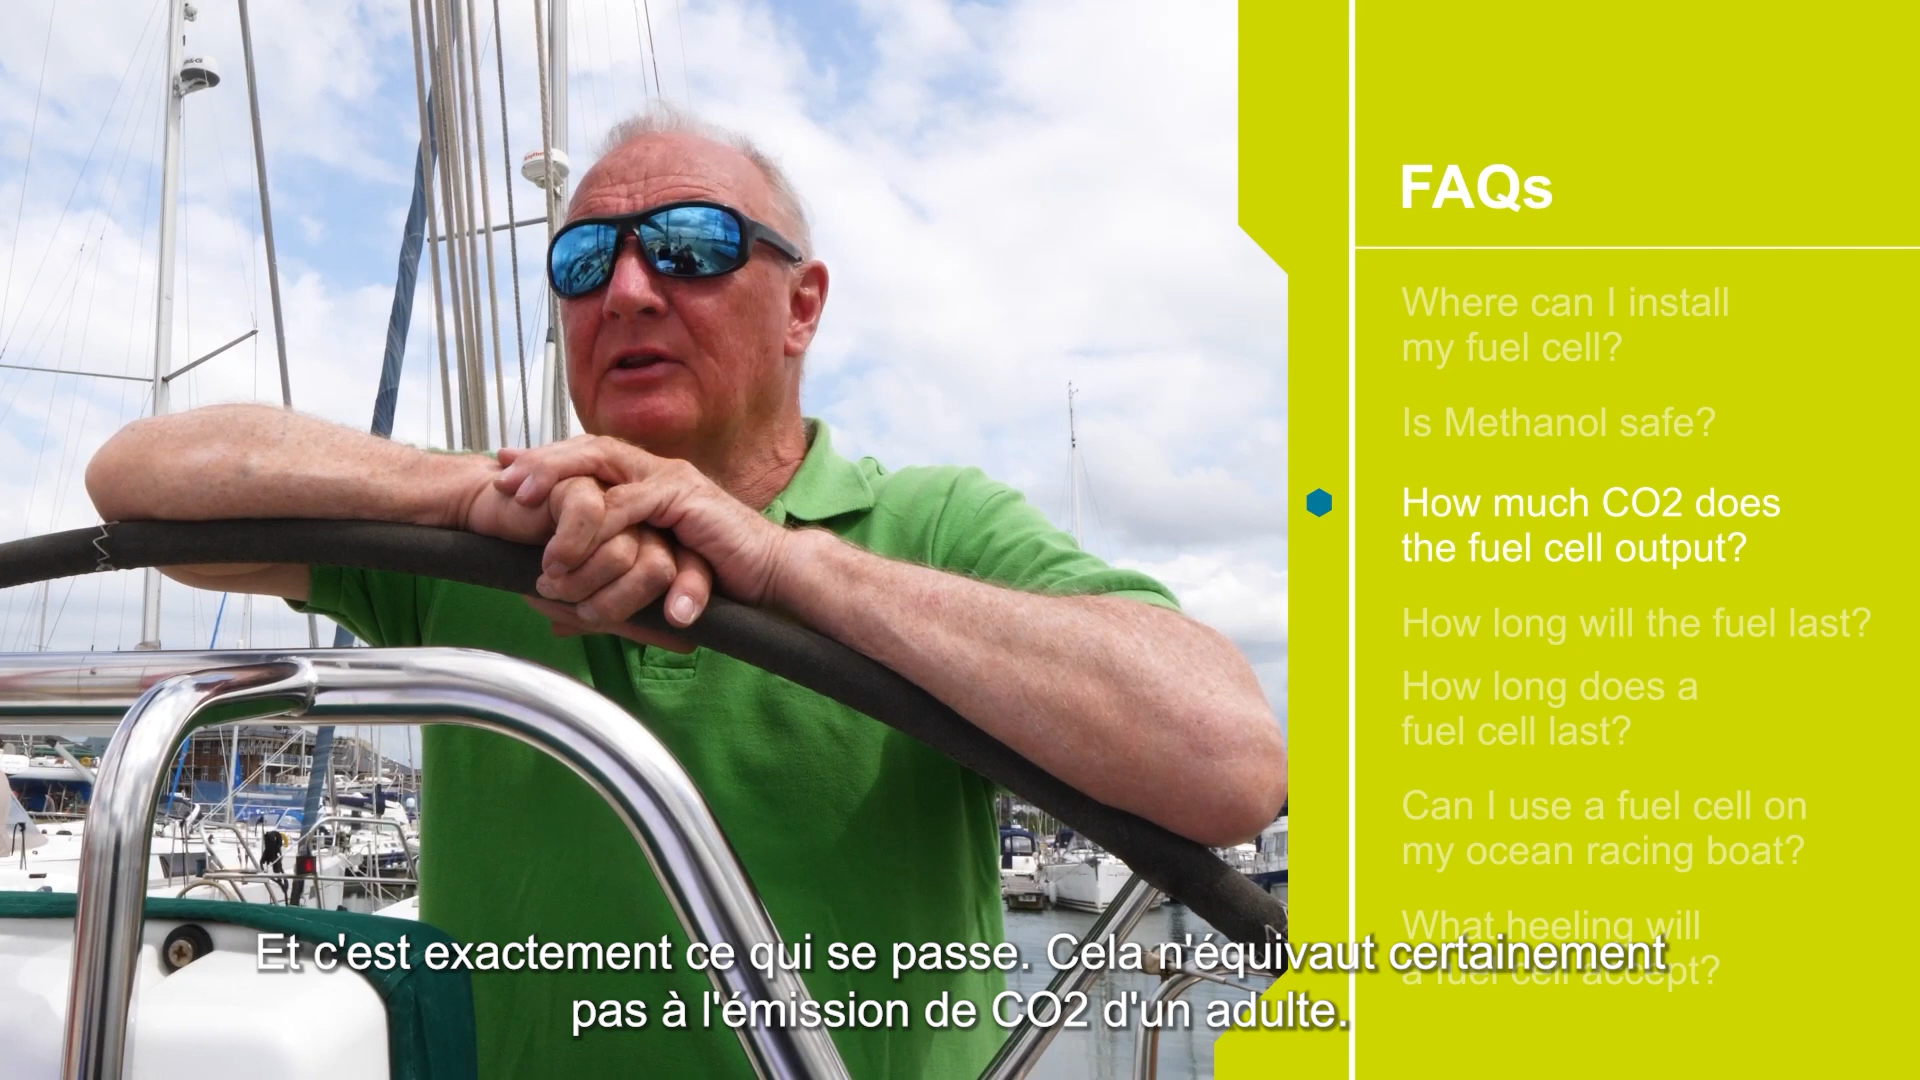 FAQs
Where can I install
my fuel cell?
Is Methanol safe?
How much CO2 does
the fuel cell output?
How long will the fuel last?
How long does a
fuel cell last?
Can I use a fuel cell on
my ocean racing boat?
What heeling will
a fuel cell accept?
Et c'est exactement ce qui se passe. Cela n'équivaut certainement
pas à l'émission de CO2 d'un adulte.